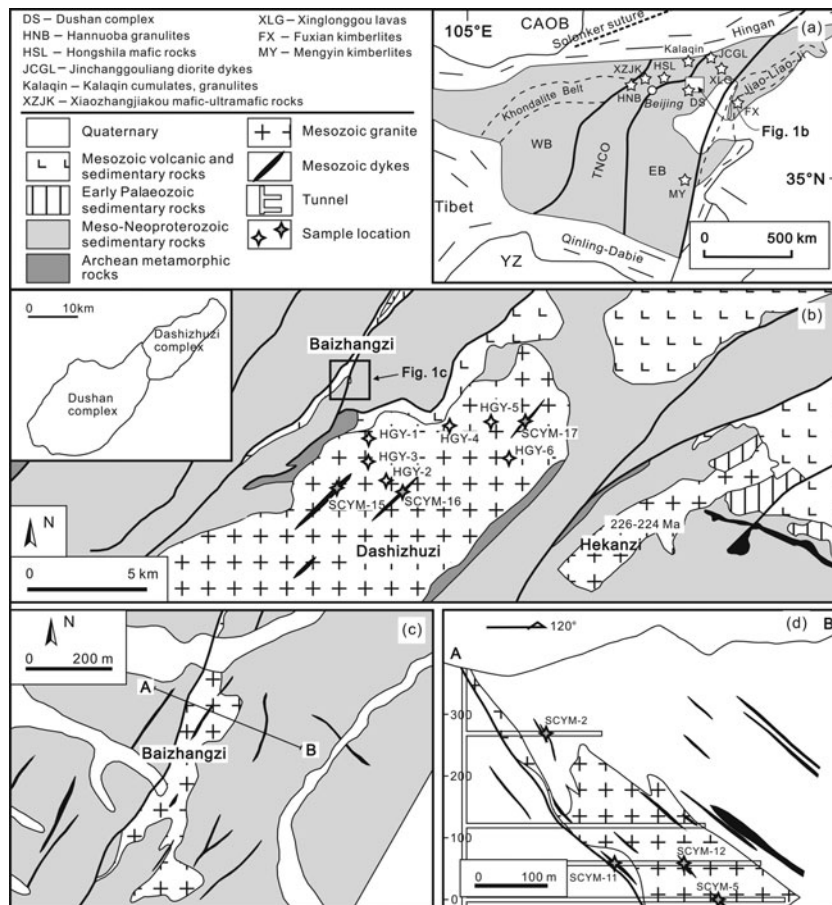 DS – Dushan complex
HNB – Hannuoba granulites
HSL – Hongshila mafic rocks
JCGL – Jinchanggouliang diorite dykes
Kalaqin – Kalaqin cumulates, granulites
XZJK – Xiaozhangjiakou mafic-ultramafic rocks
XLG – Xinglonggou lavas
FX – Fuxian kimberlites
MY – Mengyin kimberlites
Quaternary
Mesozoic volcanic and
sedimentary rocks
Early Palaeozoic
sedimentary rocks
Meso-Neoproterozoic
sedimentary rocks
Archean metamorphic
rocks
Mesozoic granite
Mesozoic dykes
Tunnel
Sample location
105°E
CAOB
Solonker suture
Hingan
(a)
Kalaqin
JCGL
XZJK
HSL
XLG
HNB
Beijing
DS
Jiao-Liao-Ji
FX
Khondalite Belt
Fig. 1b
WB
TNCO
EB
MY
35°N
Tibet
Qinling-Dabie
YZ
0 500 km
(b)
0 10km
Dashizhuzi
complex
Dushan
complex
Baizhangzi
Fig. 1c
HGY-1
HGY-3
HGY-2
HGY-4
HGY-5
SCYM-17
HGY-6
SCYM-15
SCYM-16
Dashizhuzi
226-224 Ma
Hekanzi
N
0 5 km
(c)
N
0 200 m
A
B
Baizhangzi
(d)
120°
A
B
300
200
100
0
SCYM-2
SCYM-11
SCYM-12
SCYM-5
0 100 m